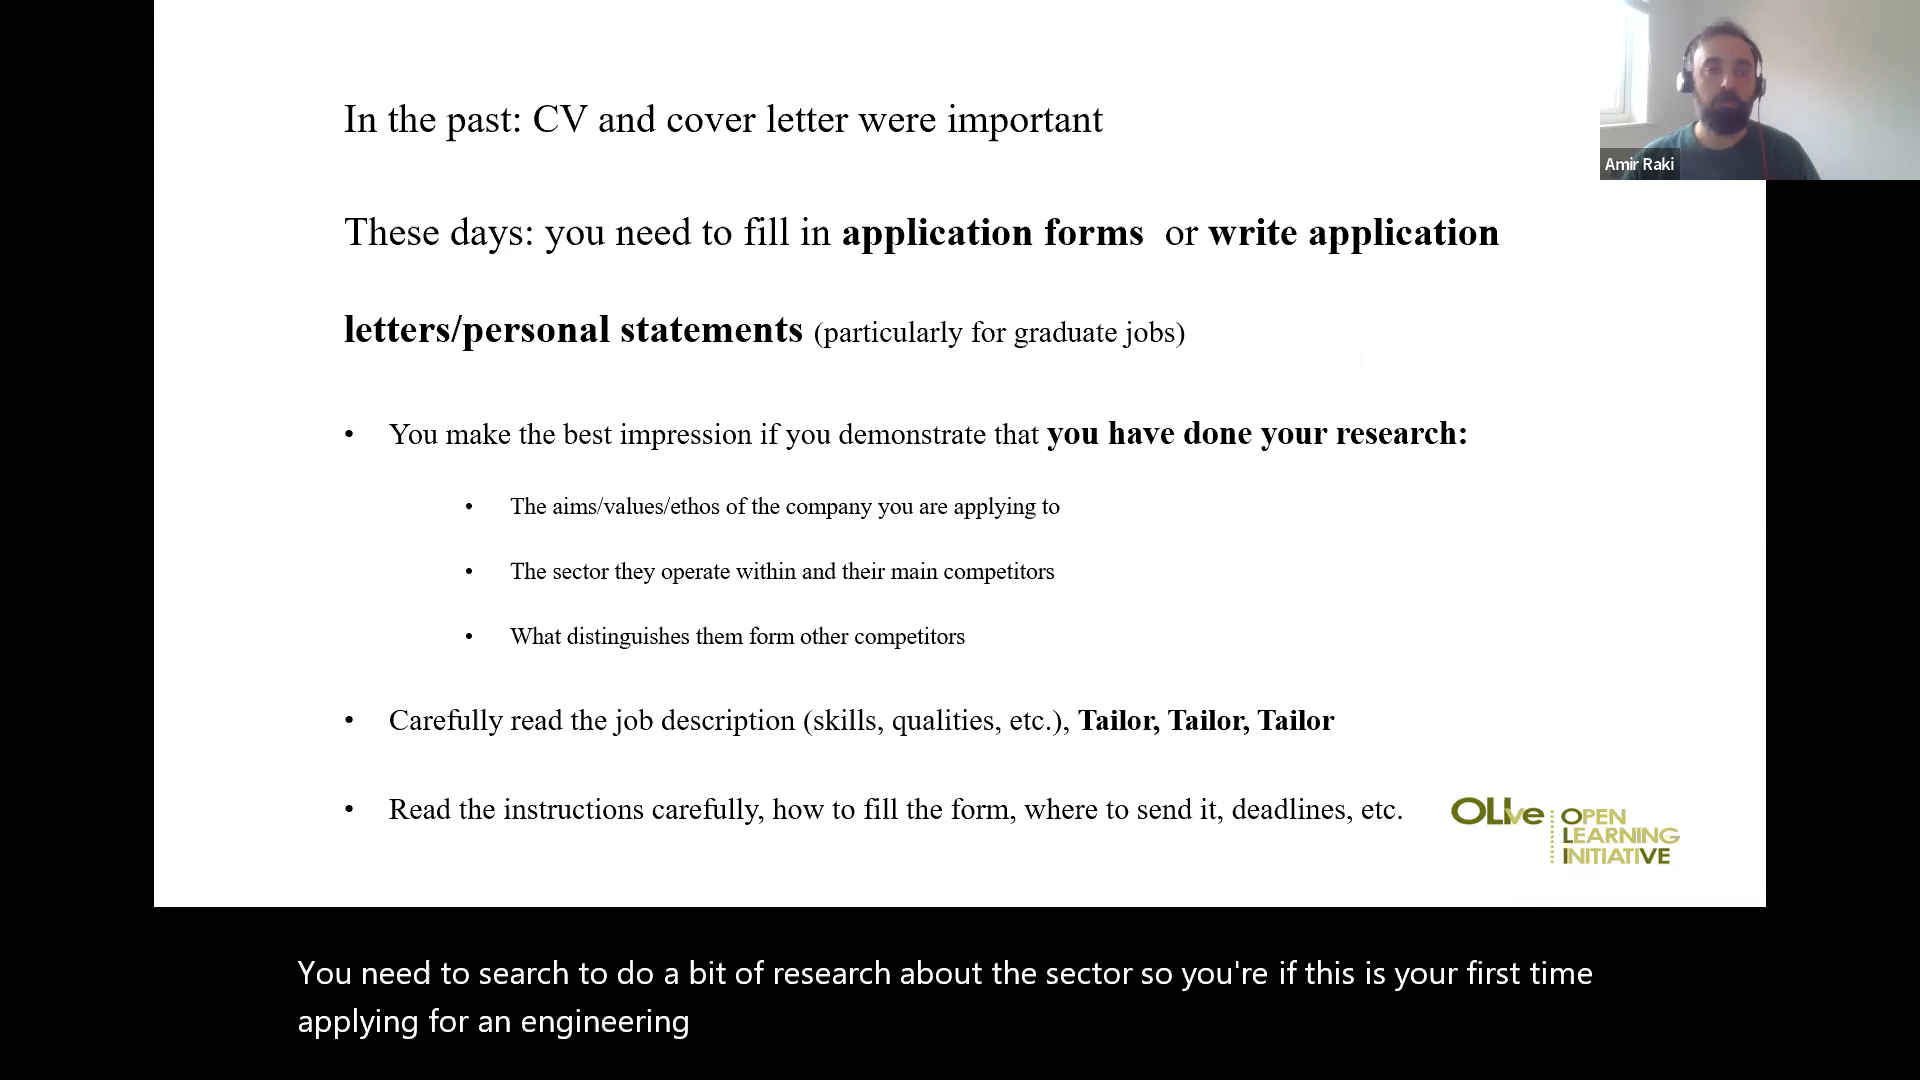 In the past: CV and cover letter were important
These days: you need to fill in application forms or write application
letters/personal statements (particularly for graduate jobs)
• You make the best impression if you demonstrate that you have done your research:
• The aims/values/ethos of the company you are applying to
• The sector they operate within and their main competitors
• What distinguishes them form other competitors
• Carefully read the job description (skills, qualities, etc.), Tailor, Tailor, Tailor
• Read the instructions carefully, how to fill the form, where to send it, deadlines, etc.
OLIve
OPEN
LEARNING
INITIATIVE
Amir Raki
You need to search to do a bit of research about the sector so you're if this is your first time
applying for an engineering